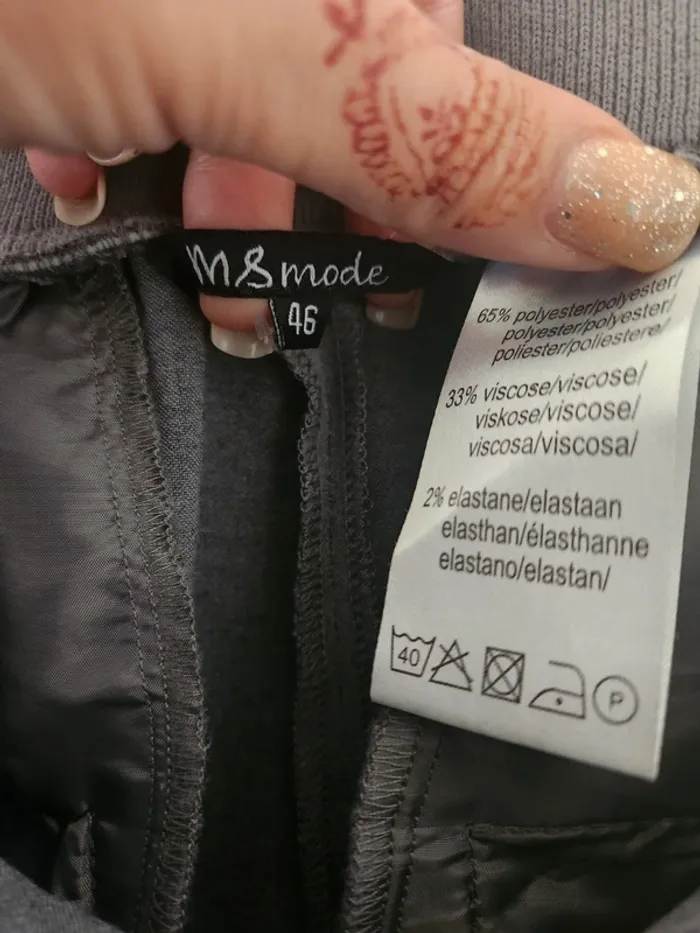 MS mode
46
65% polyester/polyester/
polyester/polyester/
poliester/poliestere/
33% viscose/viscose/
viskose/viscose/
viscosa/viscosa/
2% elastane/elastaan
elasthan/élasthanne
elastano/elastan/
40
P